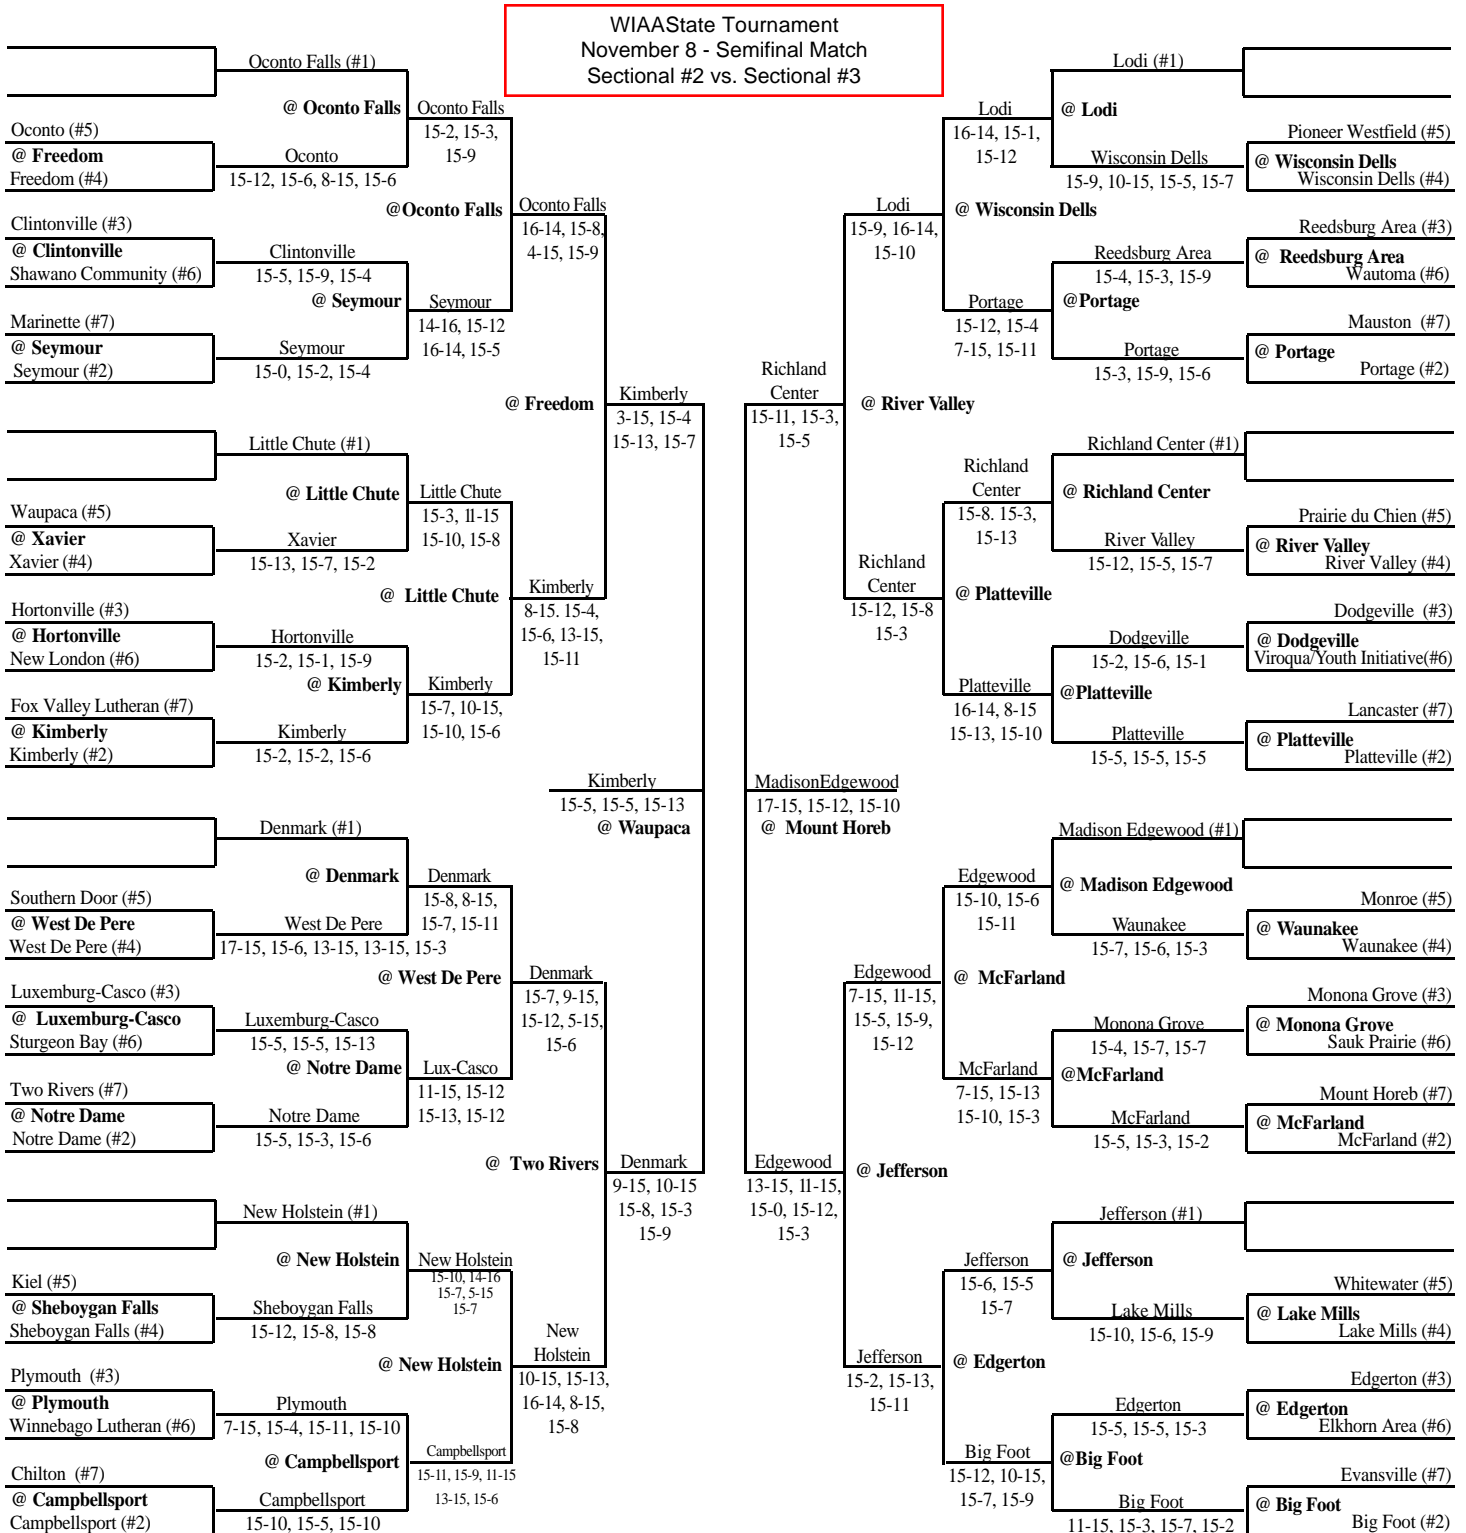 WIAAState Tournament
November 8 - Semifinal Match
Sectional #2 vs. Sectional #3
Oconto Falls (#1)
@ Oconto Falls
Oconto Falls
15-2, 15-3,
15-9
Oconto (#5)
@ Freedom
Freedom (#4)
Oconto
15-12, 15-6, 8-15, 15-6
@Oconto Falls
Oconto Falls
16-14, 15-8,
4-15, 15-9
Clintonville (#3)
@ Clintonville
Shawano Community (#6)
Clintonville
15-5, 15-9, 15-4
@ Seymour
Seymour
14-16, 15-12
16-14, 15-5
Marinette (#7)
@ Seymour
Seymour (#2)
Seymour
15-0, 15-2, 15-4
@ Freedom
Kimberly
3-15, 15-4
15-13, 15-7
Little Chute (#1)
@ Little Chute
Little Chute
15-3, 11-15
15-10, 15-8
Waupaca (#5)
@ Xavier
Xavier (#4)
Xavier
15-13, 15-7, 15-2
@ Little Chute
Kimberly
8-15. 15-4,
15-6, 13-15,
15-11
Hortonville (#3)
@ Hortonville
New London (#6)
Hortonville
15-2, 15-1, 15-9
@ Kimberly
Kimberly
15-7, 10-15,
15-10, 15-6
Fox Valley Lutheran (#7)
@ Kimberly
Kimberly (#2)
Kimberly
15-2, 15-2, 15-6
Kimberly
15-5, 15-5, 15-13
@ Waupaca
Denmark (#1)
@ Denmark
Denmark
15-8, 8-15,
15-7, 15-11
Southern Door (#5)
@ West De Pere
West De Pere (#4)
West De Pere
17-15, 15-6, 13-15, 13-15, 15-3
@ West De Pere
Denmark
15-7, 9-15,
15-12, 5-15,
15-6
Luxemburg-Casco (#3)
@ Luxemburg-Casco
Sturgeon Bay (#6)
Luxemburg-Casco
15-5, 15-5, 15-13
@ Notre Dame
Lux-Casco
11-15, 15-12
15-13, 15-12
Two Rivers (#7)
@ Notre Dame
Notre Dame (#2)
Notre Dame
15-5, 15-3, 15-6
@ Two Rivers
Denmark
9-15, 10-15
15-8, 15-3
15-9
New Holstein (#1)
@ New Holstein
New Holstein
15-10, 14-16
15-7, 5-15
15-7
Kiel (#5)
@ Sheboygan Falls
Sheboygan Falls (#4)
Sheboygan Falls
15-12, 15-8, 15-8
@ New Holstein
New
Holstein
10-15, 15-13,
16-14, 8-15,
15-8
Plymouth (#3)
@ Plymouth
Winnebago Lutheran (#6)
Plymouth
7-15, 15-4, 15-11, 15-10
@ Campbellsport
Campbellsport
15-11, 15-9, 11-15
13-15, 15-6
Chilton (#7)
@ Campbellsport
Campbellsport (#2)
Campbellsport
15-10, 15-5, 15-10
Lodi (#1)
@ Lodi
Lodi
16-14, 15-1,
15-12
Pioneer Westfield (#5)
@ Wisconsin Dells
Wisconsin Dells (#4)
Wisconsin Dells
15-9, 10-15, 15-5, 15-7
@ Wisconsin Dells
Lodi
15-9, 16-14,
15-10
Reedsburg Area (#3)
@ Reedsburg Area
Wautoma (#6)
Reedsburg Area
15-4, 15-3, 15-9
@Portage
Portage
15-12, 15-4
7-15, 15-11
Mauston (#7)
@ Portage
Portage (#2)
Portage
15-3, 15-9, 15-6
@ River Valley
Richland
Center
15-11, 15-3,
15-5
Richland Center (#1)
@ Richland Center
Richland
Center
15-8. 15-3,
15-13
Prairie du Chien (#5)
@ River Valley
River Valley (#4)
River Valley
15-12, 15-5, 15-7
@ Platteville
Richland
Center
15-12, 15-8
15-3
Dodgeville (#3)
@ Dodgeville
Viroqua/Youth Initiative(#6)
Dodgeville
15-2, 15-6, 15-1
@Platteville
Platteville
16-14, 8-15
15-13, 15-10
Lancaster (#7)
@ Platteville
Platteville (#2)
Platteville
15-5, 15-5, 15-5
MadisonEdgewood
17-15, 15-12, 15-10
@ Mount Horeb
Madison Edgewood (#1)
@ Madison Edgewood
Edgewood
15-10, 15-6
15-11
Monroe (#5)
@ Waunakee
Waunakee (#4)
Waunakee
15-7, 15-6, 15-3
@ McFarland
Edgewood
7-15, 11-15,
15-5, 15-9,
15-12
Monona Grove (#3)
@ Monona Grove
Sauk Prairie (#6)
Monona Grove
15-4, 15-7, 15-7
@McFarland
McFarland
7-15, 15-13
15-10, 15-3
Mount Horeb (#7)
@ McFarland
McFarland (#2)
McFarland
15-5, 15-3, 15-2
@ Jefferson
Edgewood
13-15, 11-15,
15-0, 15-12,
15-3
Jefferson (#1)
@ Jefferson
Jefferson
15-6, 15-5
15-7
Whitewater (#5)
@ Lake Mills
Lake Mills (#4)
Lake Mills
15-10, 15-6, 15-9
@ Edgerton
Jefferson
15-2, 15-13,
15-11
Edgerton (#3)
@ Edgerton
Elkhorn Area (#6)
Edgerton
15-5, 15-5, 15-3
@Big Foot
Big Foot
15-12, 10-15,
15-7, 15-9
Evansville (#7)
@ Big Foot
Big Foot (#2)
Big Foot
11-15, 15-3, 15-7, 15-2